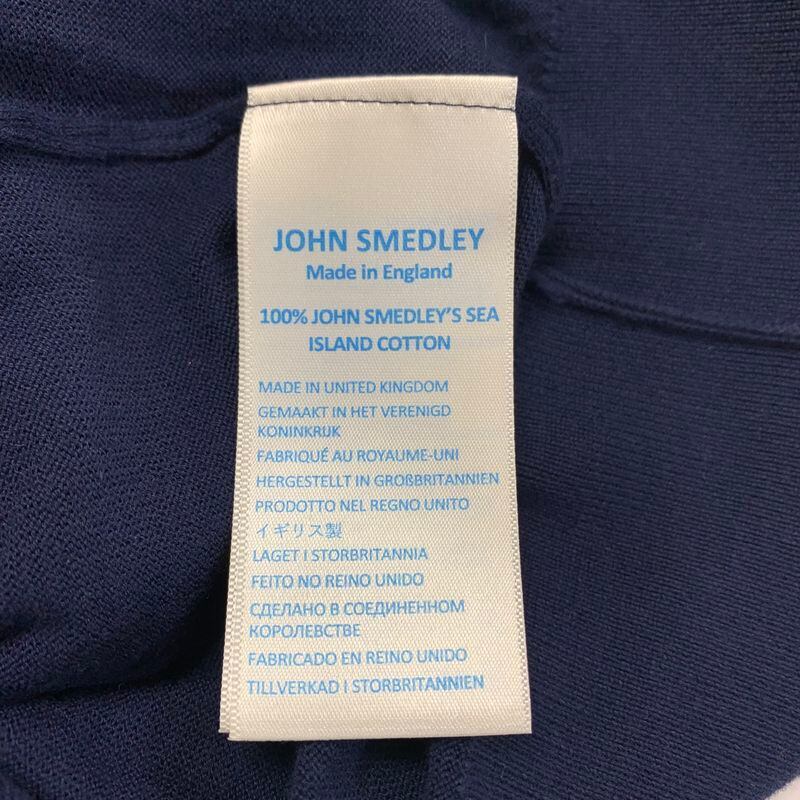 JOHN SMEDLEY
Made in England
100% JOHN SMEDLEY'S SEA
ISLAND COTTON
MADE IN UNITED KINGDOM
GEMAAKT IN HET VERENIGD
KONINKRIJK
FABRIQUÉ AU ROYAUME-UNI
HERGESTELLT IN GROßBRITANNIEN
PRODOTTO NEL REGNO UNITO
イギリス製
LAGET I STORBRITANNIA
FEITO NO REINO UNIDO
СДЕЛАНО В СОЕДИНЕННОМ
КОРОЛЕВСТВЕ
FABRICADO EN REINO UNIDO
TILLVERKAD I STORBRITANNIEN